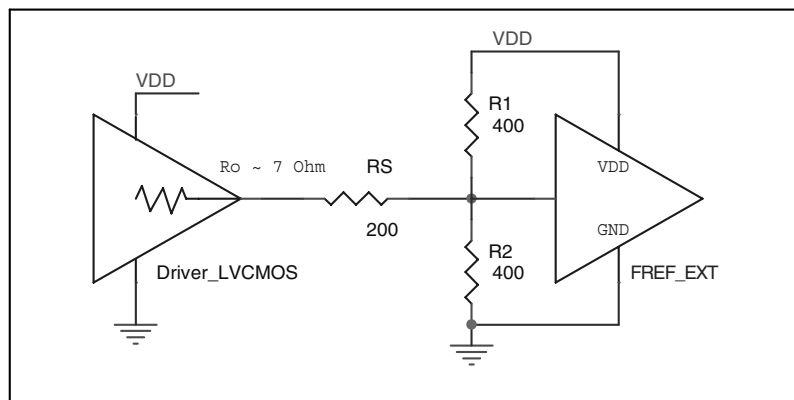 VDD
VDD
R1
400
Ro ~ 7 Ohm
RS
VDD
200
GND
R2
400
Driver_LVCMOS
FREF_EXT